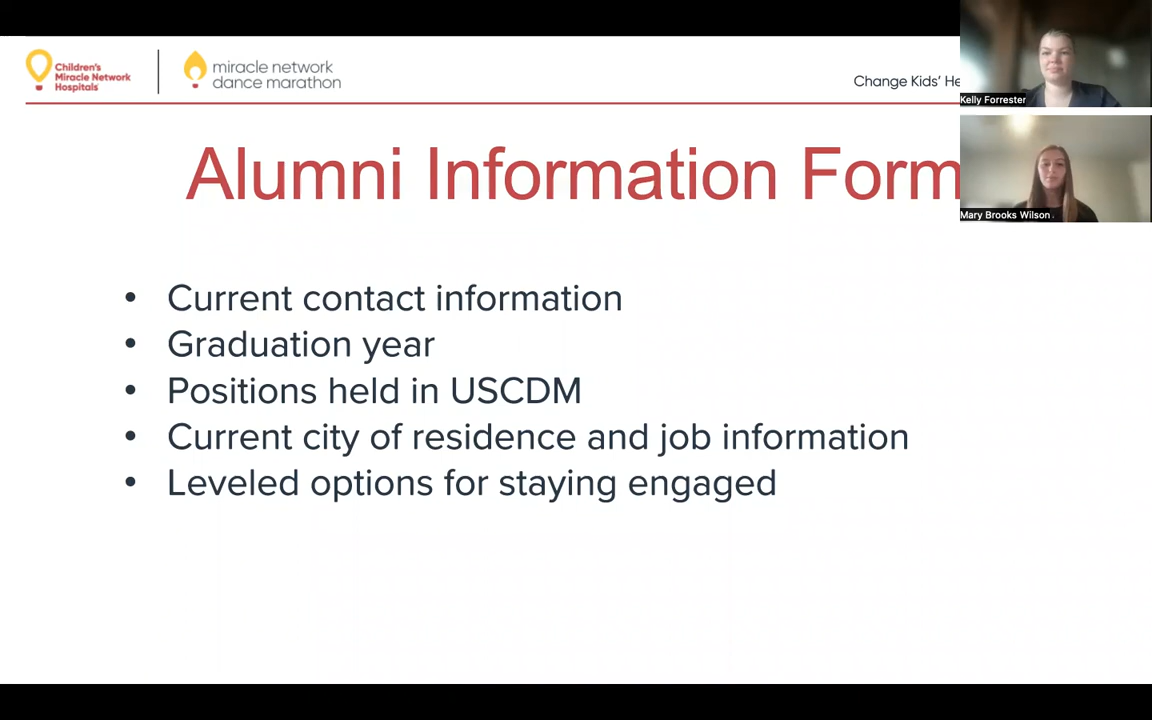 Children's
Miracle Network
Hospitals
miracle network
dance marathon
Change Kids' He
Kelly Forrester
Alumni Information Form
Mary Brooks Wilson
• Current contact information
• Graduation year
• Positions held in USCDM
• Current city of residence and job information
• Leveled options for staying engaged